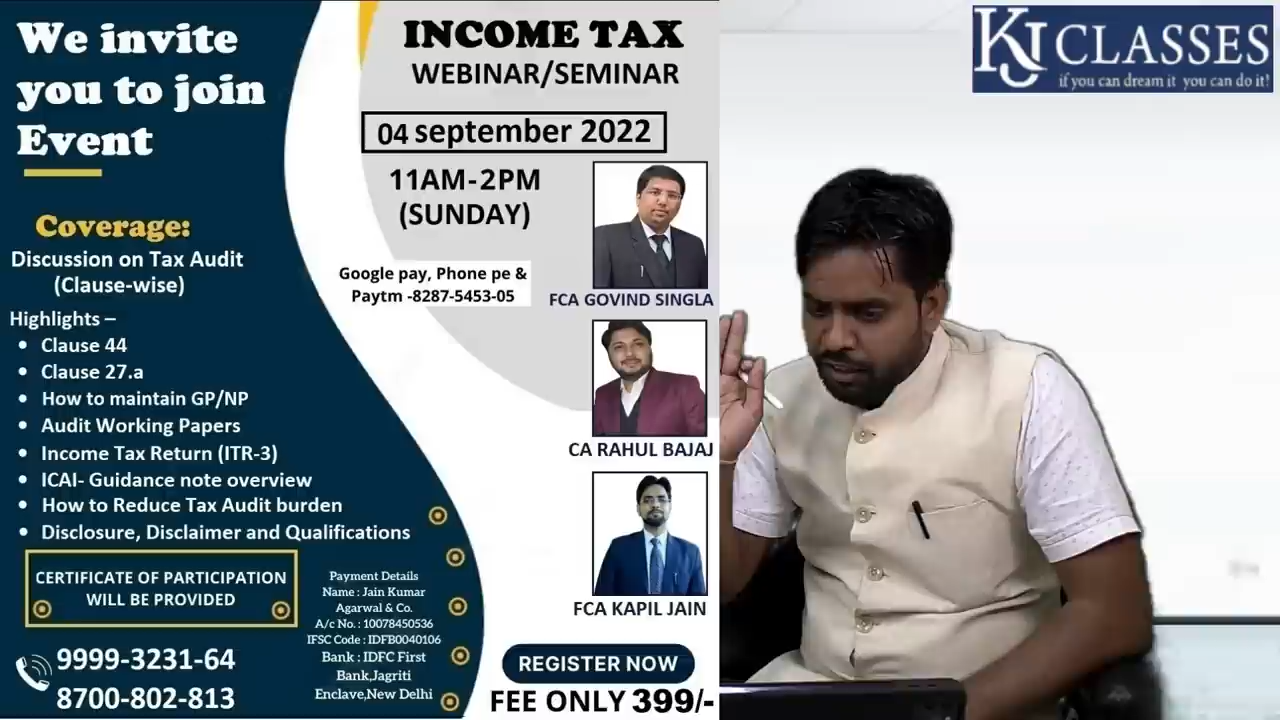 We invite
you to join
Event
Coverage:
Discussion on Tax Audit
(Clause-wise)
Highlights –
• Clause 44
• Clause 27.a
• How to maintain GP/NP
• Audit Working Papers
• Income Tax Return (ITR-3)
• ICAI- Guidance note overview
• How to Reduce Tax Audit burden
• Disclosure, Disclaimer and Qualifications
CERTIFICATE OF PARTICIPATION
WILL BE PROVIDED
9999-3231-64
8700-802-813
Payment Details
Name : Jain Kumar
Agarwal & Co.
A/c No. : 10078450536
IFSC Code : IDFB0040106
Bank : IDFC First
Bank,Jagriti
Enclave,New Delhi
INCOME TAX
WEBINAR/SEMINAR
04 september 2022
11AM-2PM
(SUNDAY)
Google pay, Phone pe &
Paytm -8287-5453-05
FCA GOVIND SINGLA
CA RAHUL BAJAJ
FCA KAPIL JAIN
REGISTER NOW
FEE ONLY 399/-
KJ CLASSES
if you can dream it you can do it!